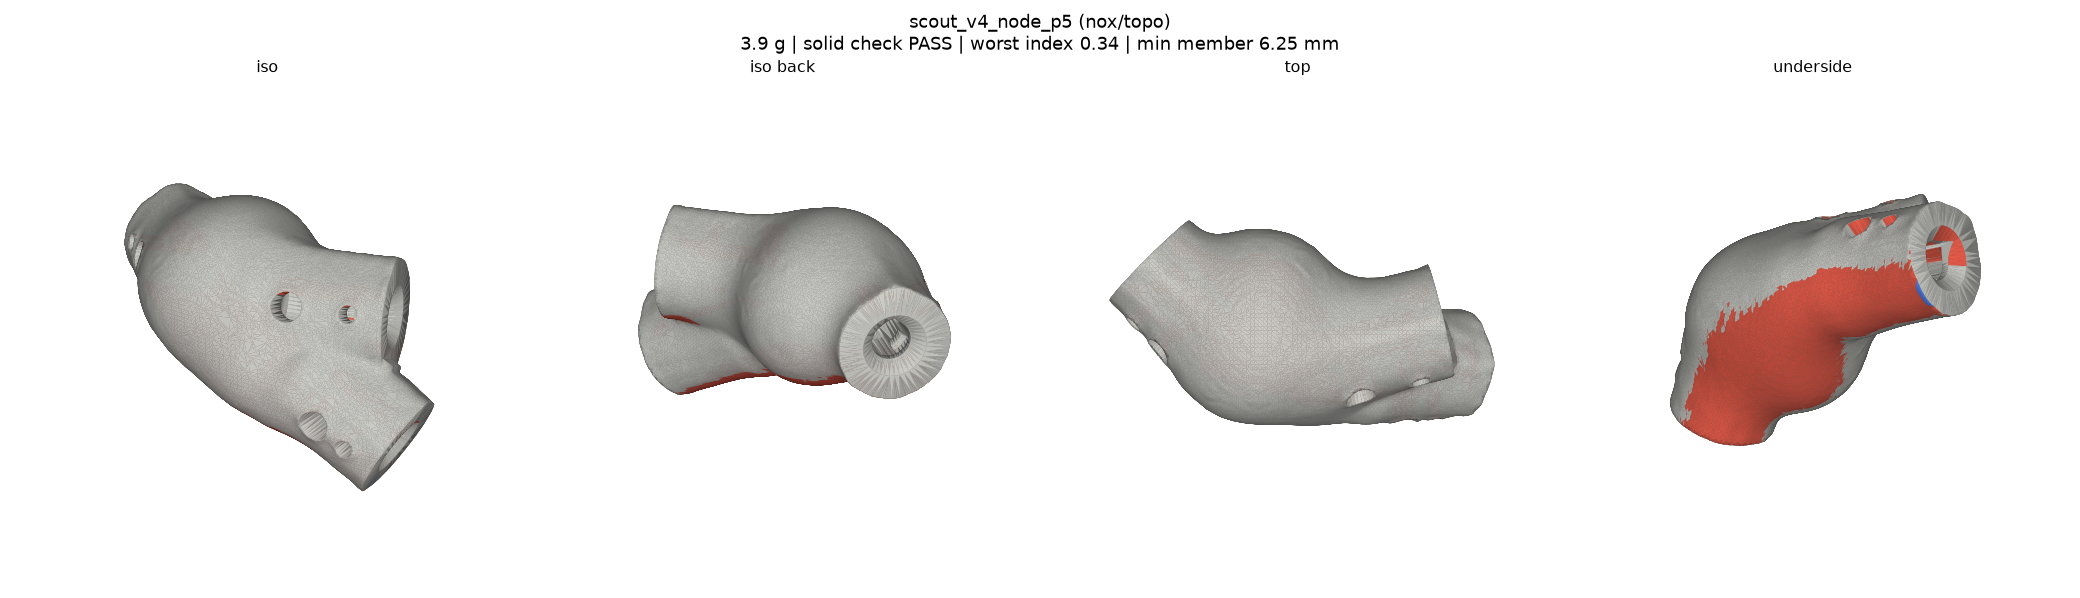 scout_v4_node_p5 (nox/topo)
3.9 g | solid check PASS | worst index 0.34 | min member 6.25 mm
iso
iso back
top
underside